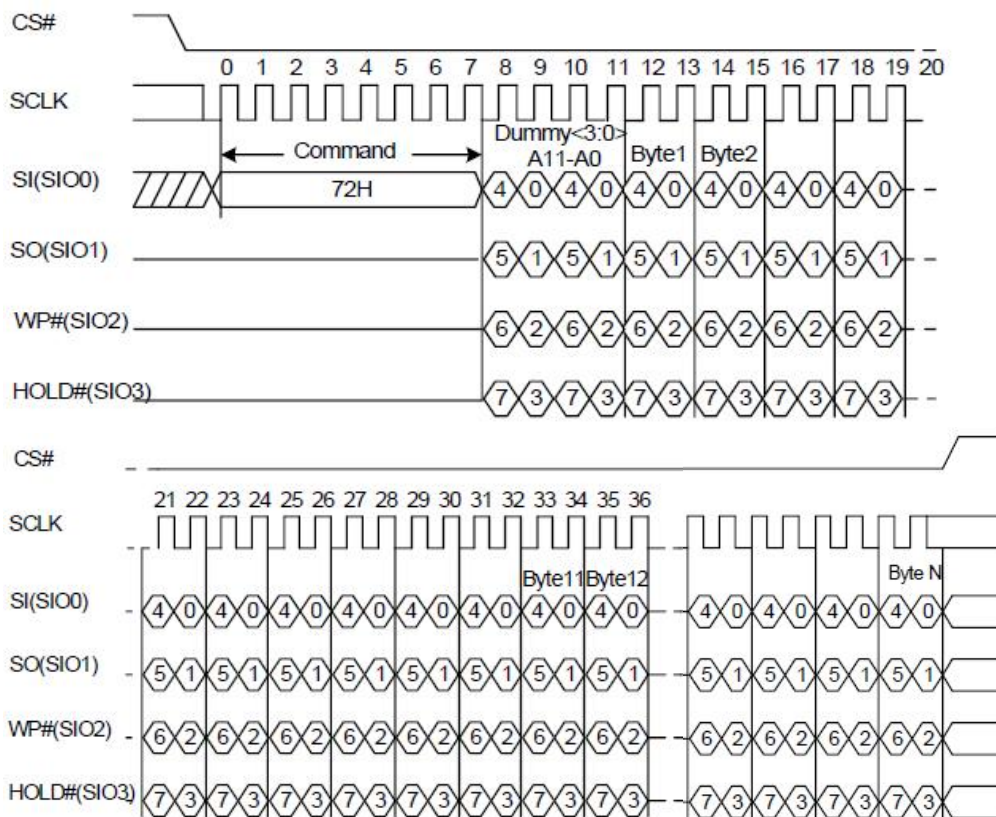 CS#
0 1 2 3 4 5 6 7 8 9 10 11 12 13 14 15 16 17 18 19 20
SCLK
Command
Dummy<3:0>
A11-A0
Byte1
Byte2
SI(SIO0)
72H
4 0 4 0 4 0 4 0 4 0 4 0
SO(SIO1)
5 1 5 1 5 1 5 1 5 1 5 1
WP#(SIO2)
6 2 6 2 6 2 6 2 6 2 6 2
HOLD#(SIO3)
7 3 7 3 7 3 7 3 7 3 7 3
CS#
21 22 23 24 25 26 27 28 29 30 31 32 33 34 35 36
SCLK
Byte11 Byte12
Byte N
SI(SIO0)
4 0 4 0 4 0 4 0 4 0 4 0 4 0 4 0 4 0 4 0 4 0 4 0
SO(SIO1)
5 1 5 1 5 1 5 1 5 1 5 1 5 1 5 1 5 1 5 1 5 1 5 1
WP#(SIO2)
6 2 6 2 6 2 6 2 6 2 6 2 6 2 6 2 6 2 6 2 6 2 6 2
HOLD#(SIO3)
7 3 7 3 7 3 7 3 7 3 7 3 7 3 7 3 7 3 7 3 7 3 7 3